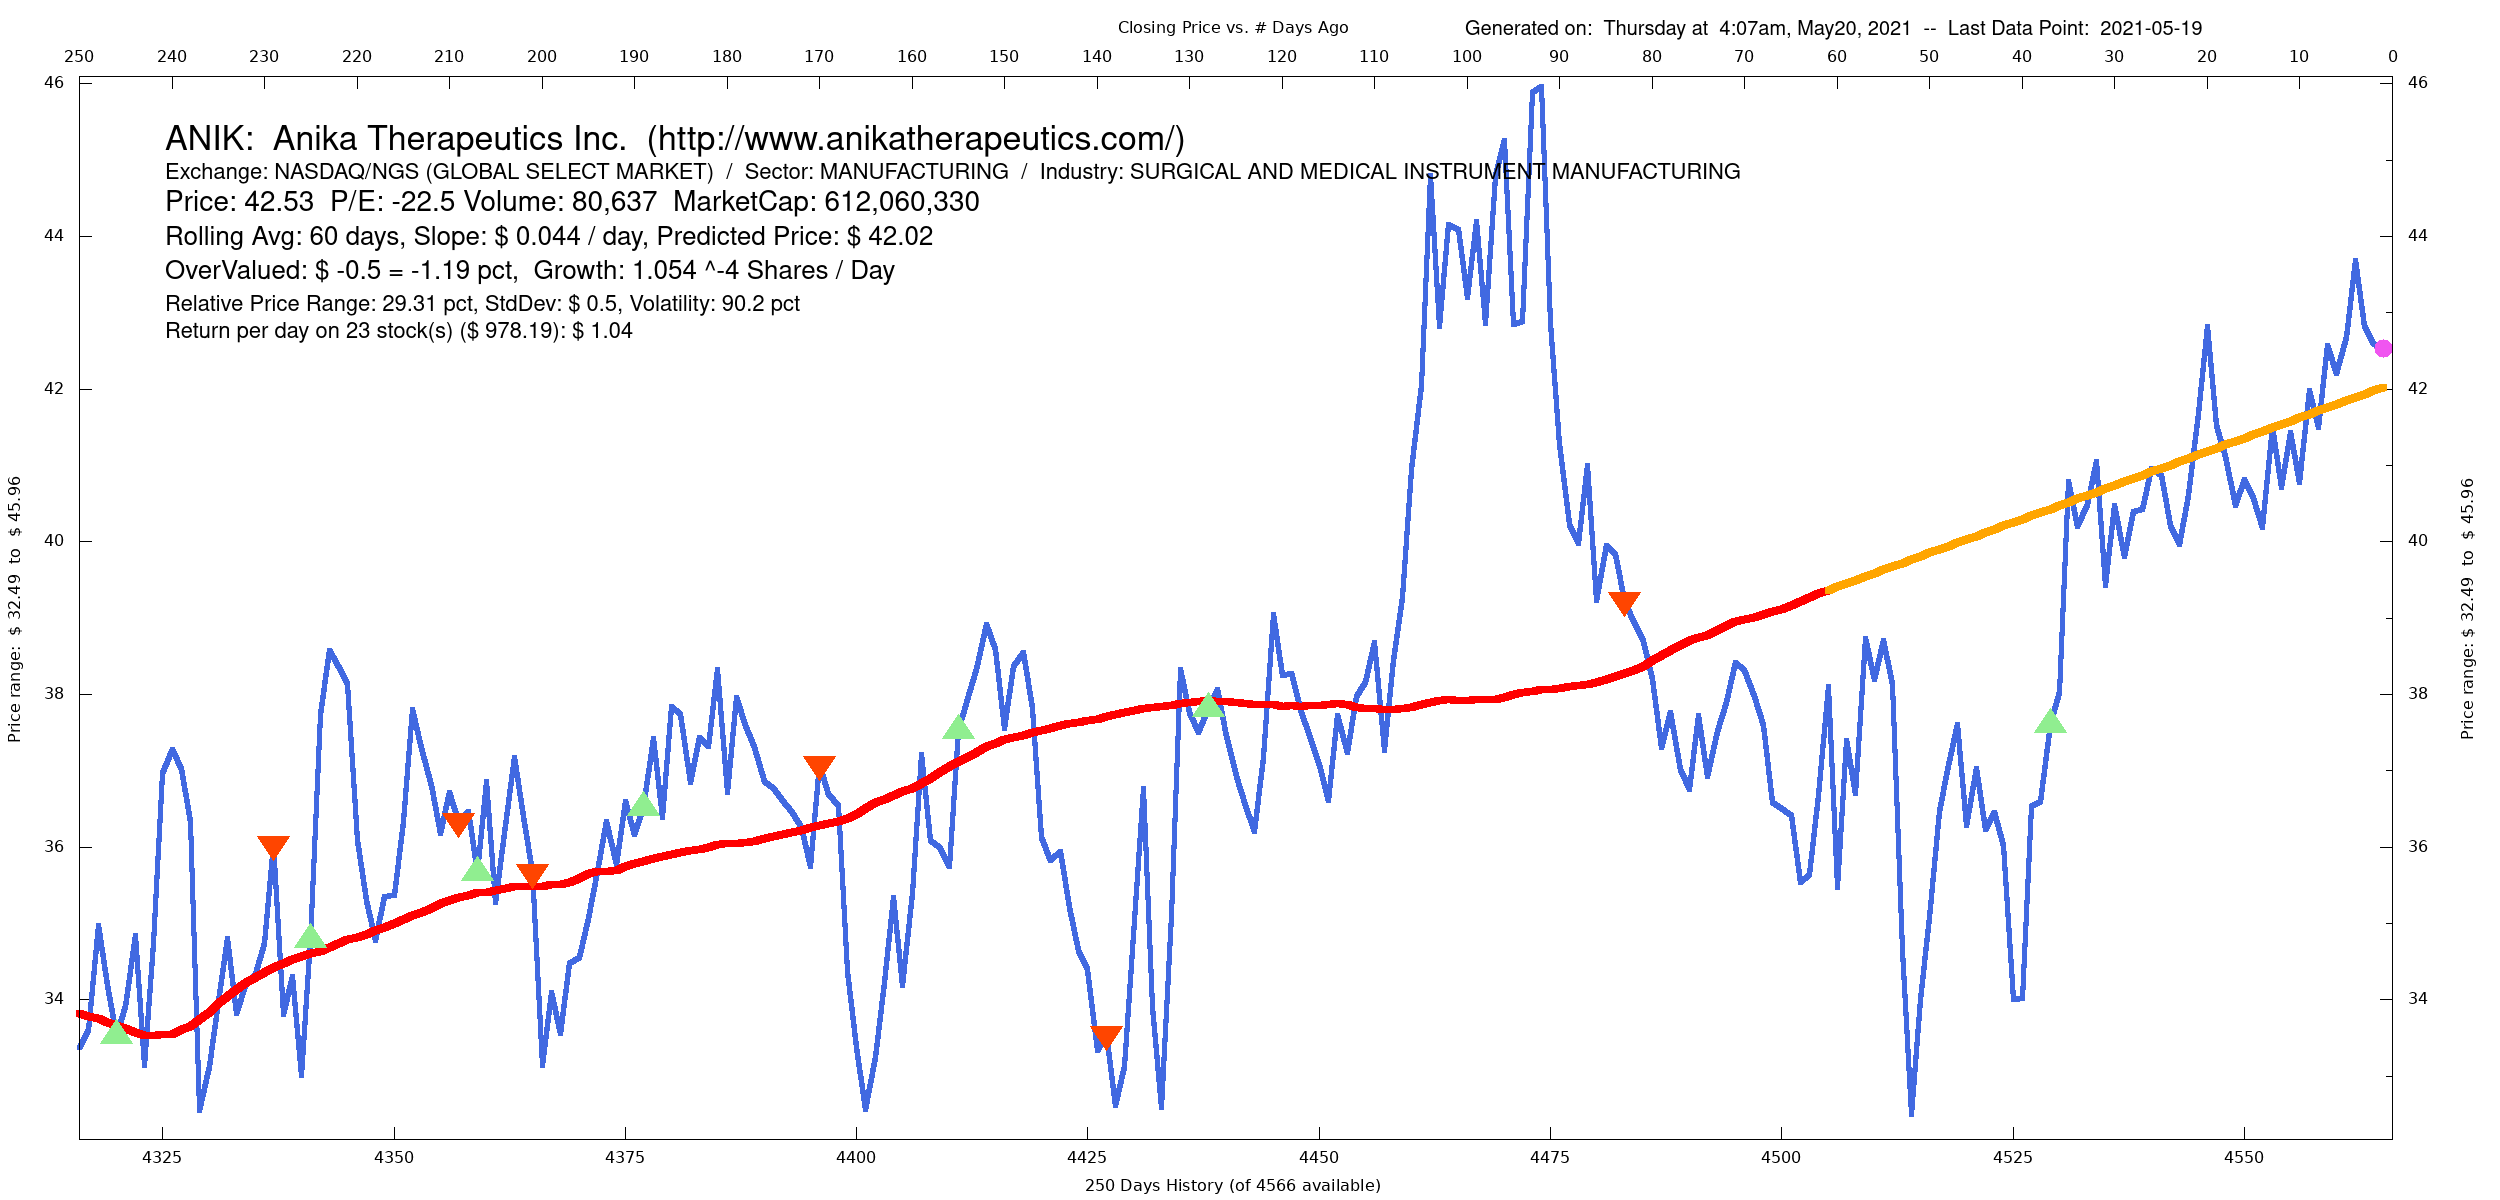 Closing Price vs. # Days Ago
Generated on:  Thursday at  4:07am, May20, 2021  --  Last Data Point:  2021-05-19
250 240 230 220 210 200 190 180 170 160 150 140 130 120 110 100 90 80 70 60 50 40 30 20 10 0
46 46
ANIK:  Anika Therapeutics Inc.  (http://www.anikatherapeutics.com/)
Exchange: NASDAQ/NGS (GLOBAL SELECT MARKET)  /  Sector: MANUFACTURING  /  Industry: SURGICAL AND MEDICAL INSTRUMENT MANUFACTURING
Price: 42.53  P/E: -22.5 Volume: 80,637  MarketCap: 612,060,330
Rolling Avg: 60 days, Slope: $ 0.044 / day, Predicted Price: $ 42.02
44 44
OverValued: $ -0.5 = -1.19 pct,  Growth: 1.054 ^-4 Shares / Day
Relative Price Range: 29.31 pct, StdDev: $ 0.5, Volatility: 90.2 pct
Return per day on 23 stock(s) ($ 978.19): $ 1.04
42 42
40 40
Price range: $ 32.49  to  $ 45.96
Price range: $ 32.49  to  $ 45.96
38 38
36 36
34 34
4325 4350 4375 4400 4425 4450 4475 4500 4525 4550
250 Days History (of 4566 available)